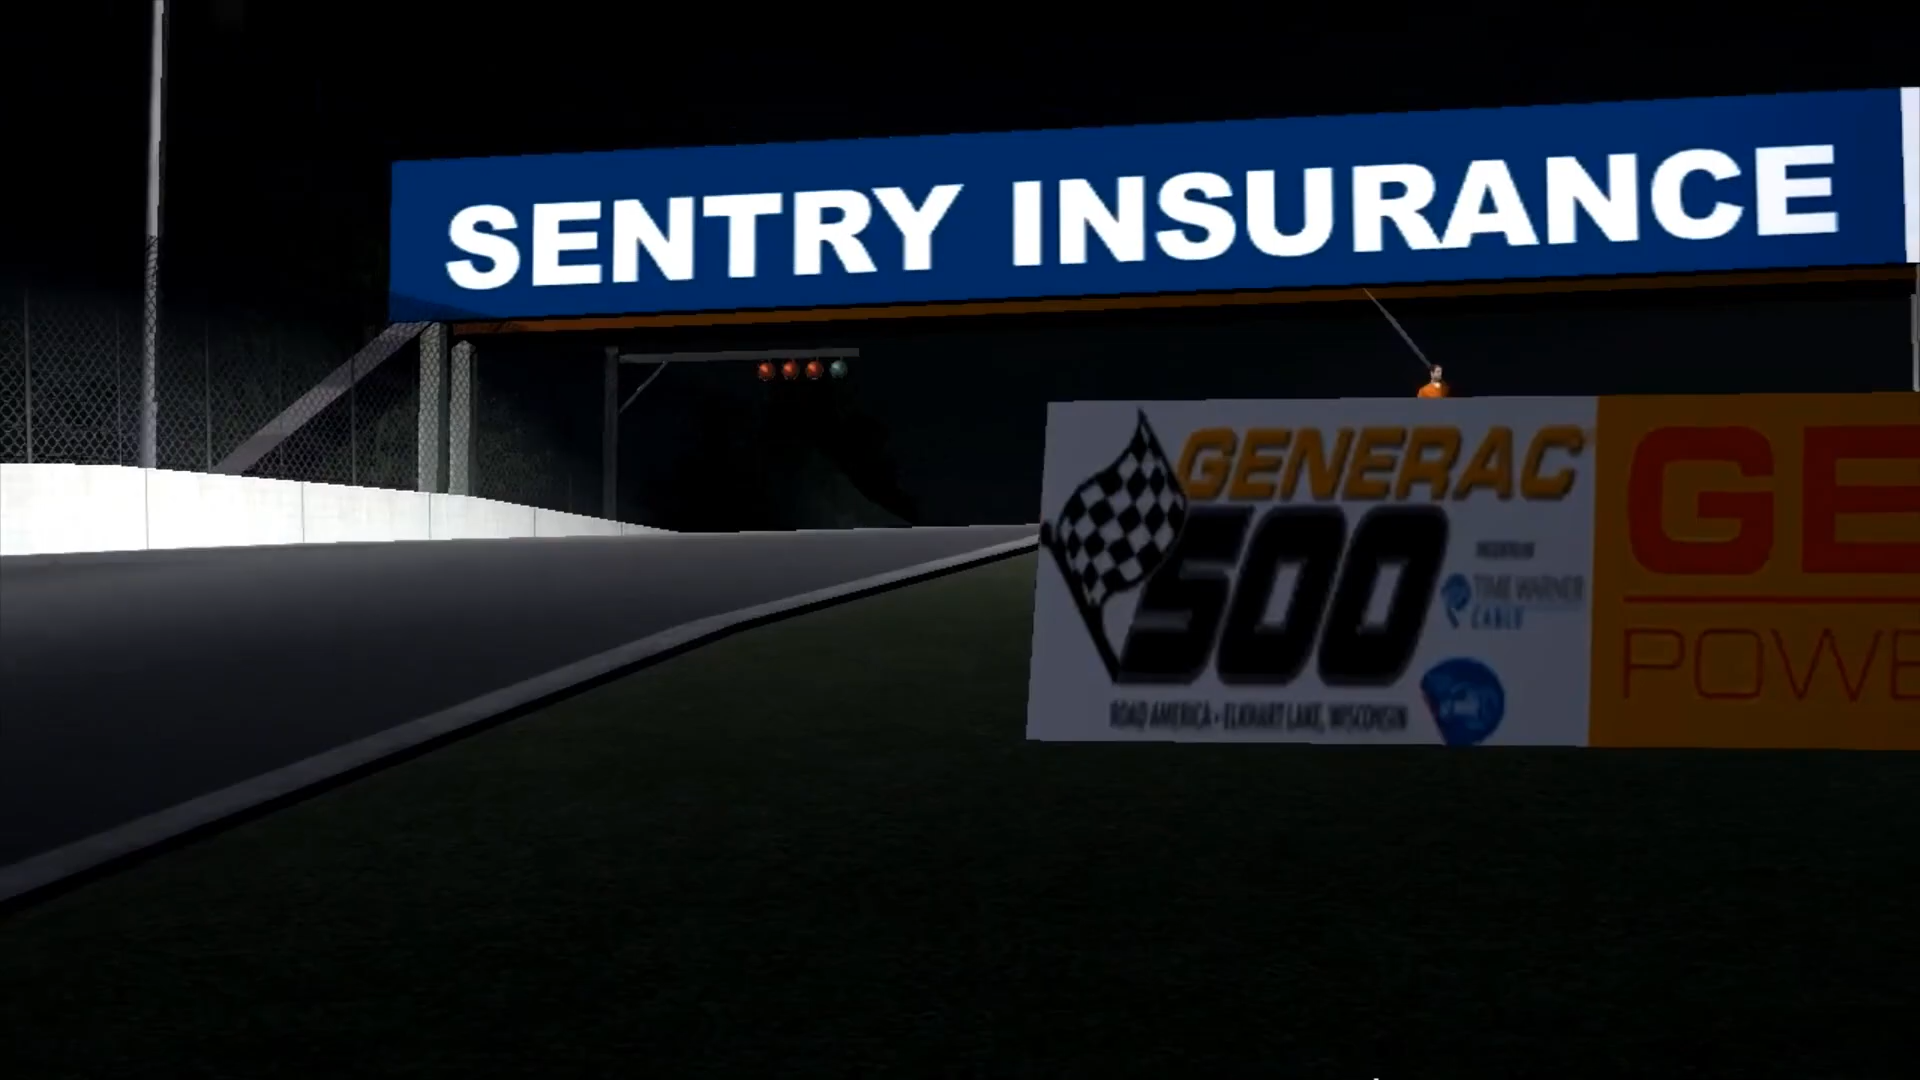 SENTRY INSURANCE
GENERAC
500
TIME WARNER
CABLE
ROAD AMERICA • ELKHART LAKE, WISCONSIN
GE
POWE